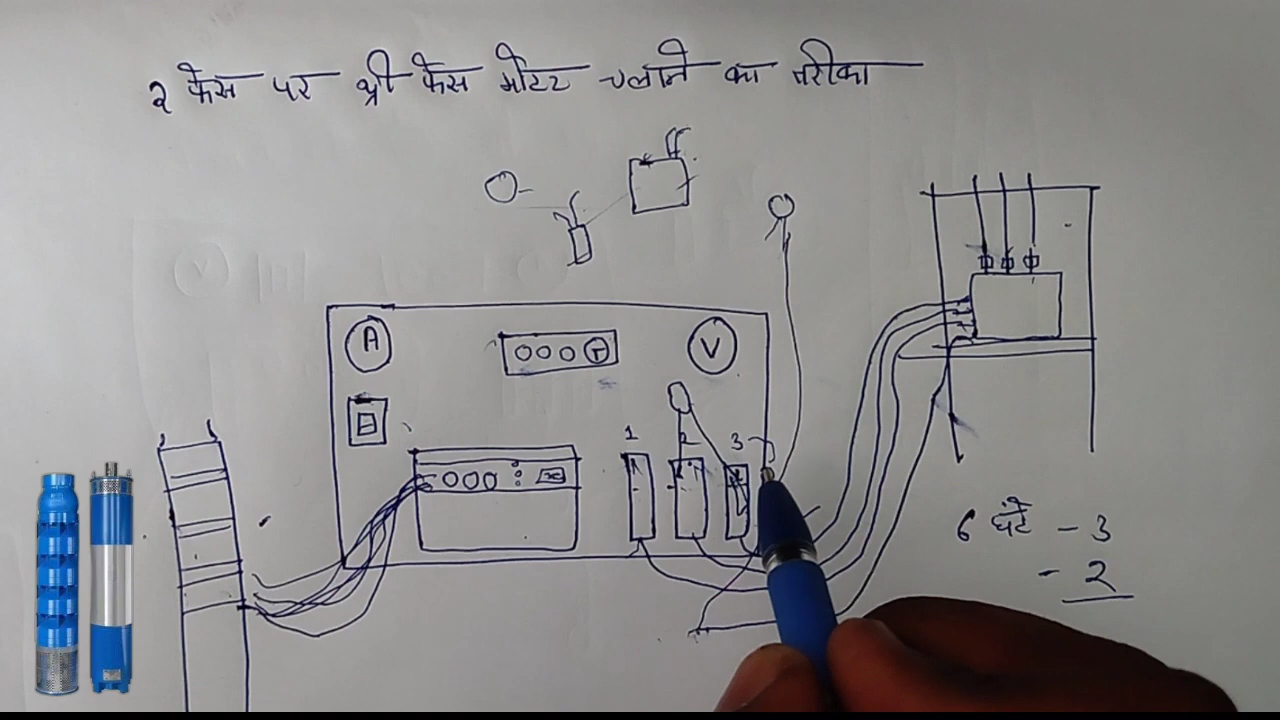 २ फेस पर थ्री फेस मोटर चलाने का तरीका
A
T
V
1
2
3
6 घंटे - 3
- 2